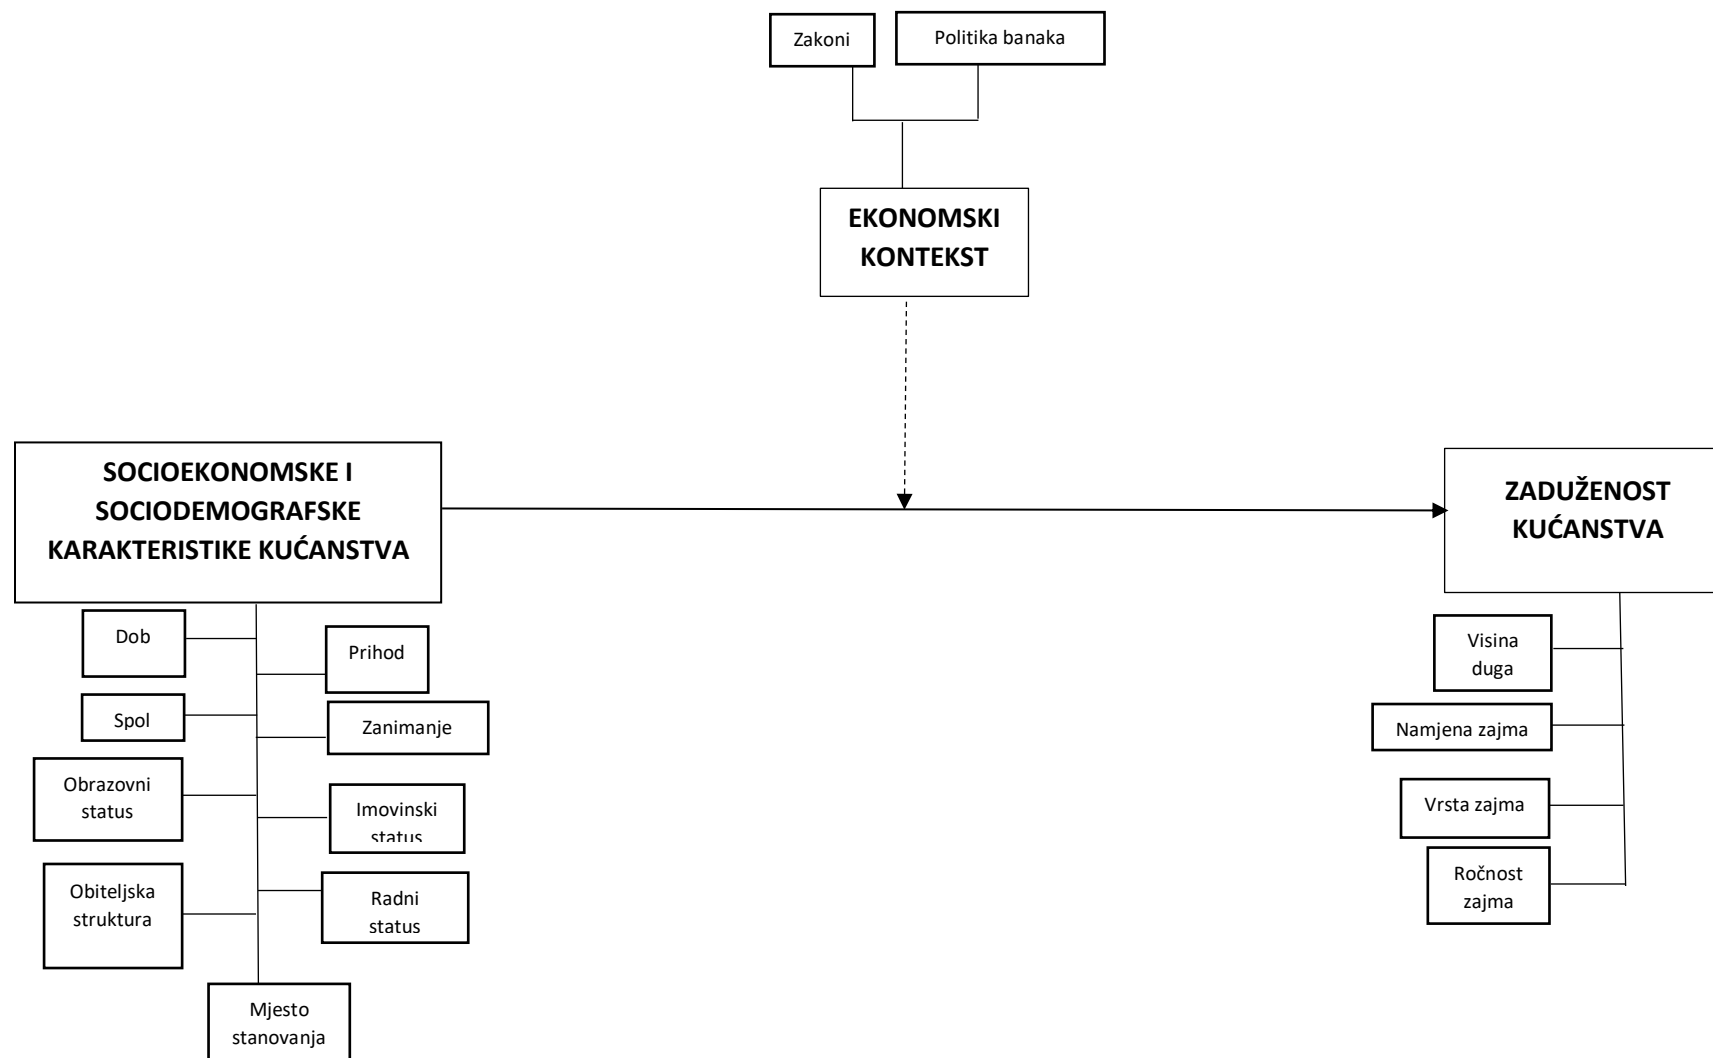 Zakoni
Politika banaka
EKONOMSKI
KONTEKST
SOCIOEKONOMSKE I
SOCIODEMOGRAFSKE
KARAKTERISTIKE KUĆANSTVA
ZADUŽENOST
KUĆANSTVA
Dob
Prihod
Spol
Zanimanje
Obrazovni
status
Imovinski
status
Obiteljska
struktura
Radni
status
Mjesto
stanovanja
Visina
duga
Namjena zajma
Vrsta zajma
Ročnost
zajma